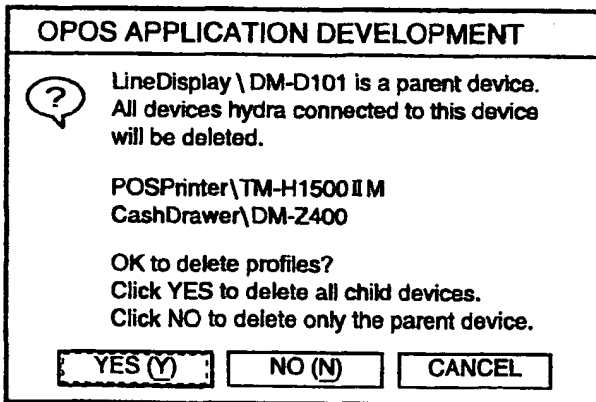 OPOS APPLICATION DEVELOPMENT
?
LineDisplay \ DM-D101 is a parent device.
All devices hydra connected to this device
will be deleted.
POSPrinter\TM-H1500ⅡM
CashDrawer\DM-Z400
OK to delete profiles?
Click YES to delete all child devices.
Click NO to delete only the parent device.
YES (Y) NO (N) CANCEL